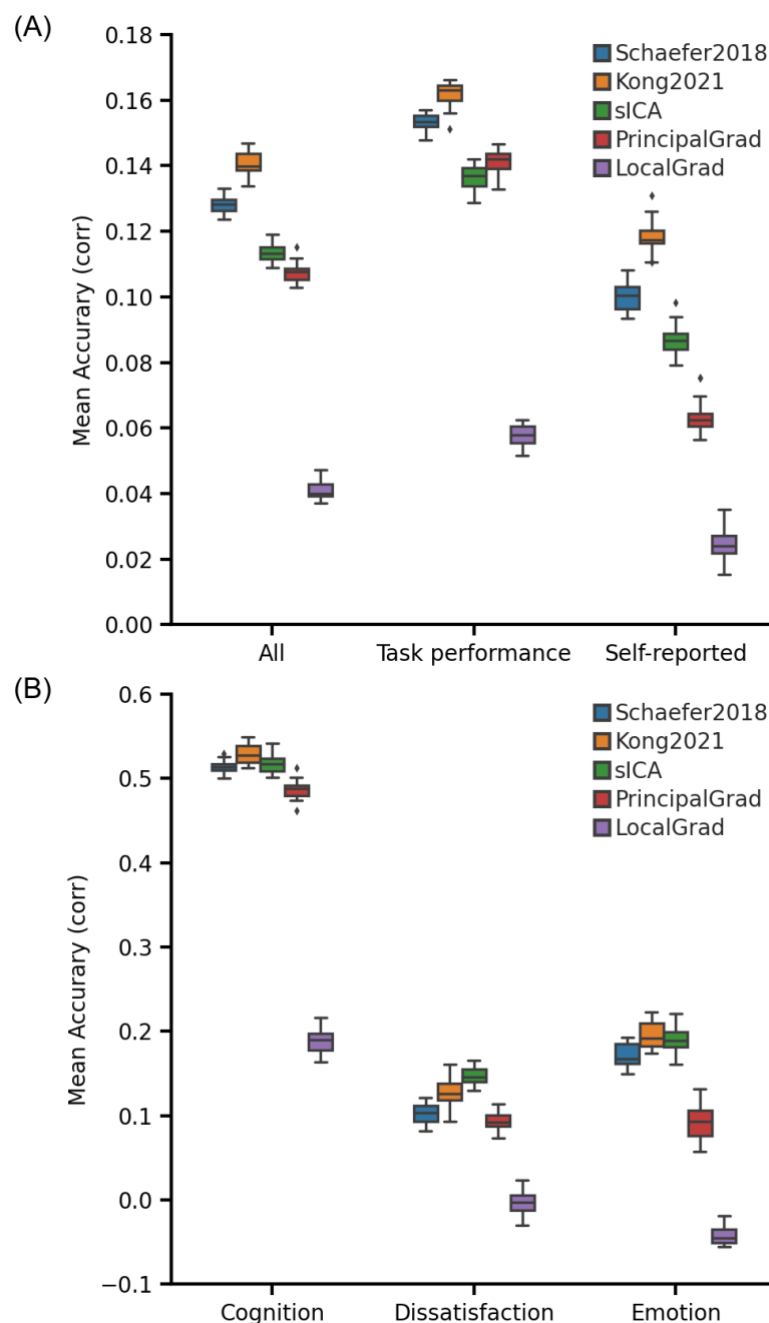 (A)
Mean Accurary (corr)
0.18
0.16
0.14
0.12
0.10
0.08
0.06
0.04
0.02
0.00
Schaefer2018
Kong2021
sICA
PrincipalGrad
LocalGrad
All Task performance Self-reported
(B)
Mean Accurary (corr)
0.6
0.5
0.4
0.3
0.2
0.1
0.0
−0.1
Schaefer2018
Kong2021
sICA
PrincipalGrad
LocalGrad
Cognition Dissatisfaction Emotion